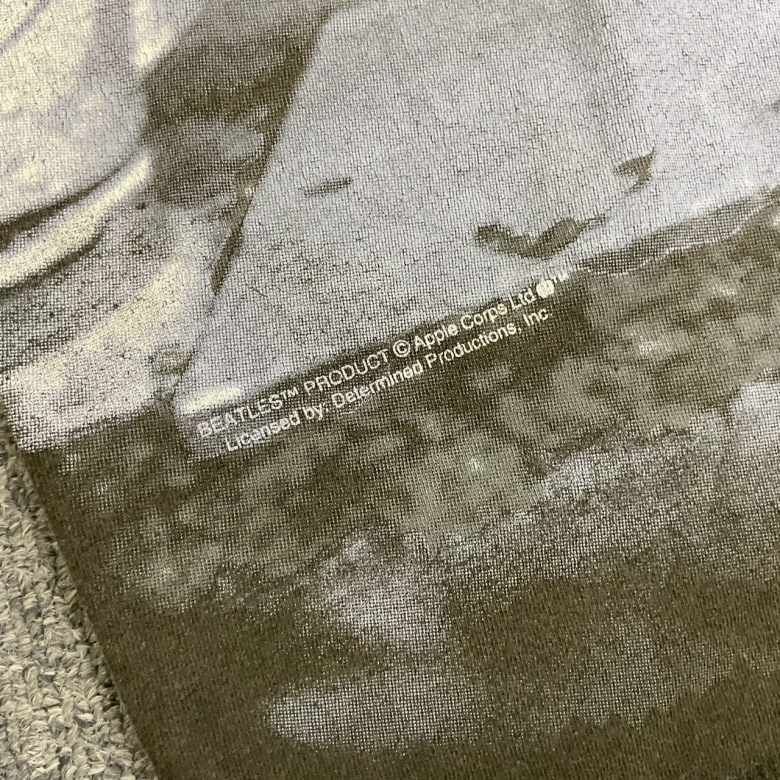 BEATLES™ PRODUCT © Apple Corps Ltd ™
Licensed by: Determined Productions, Inc.